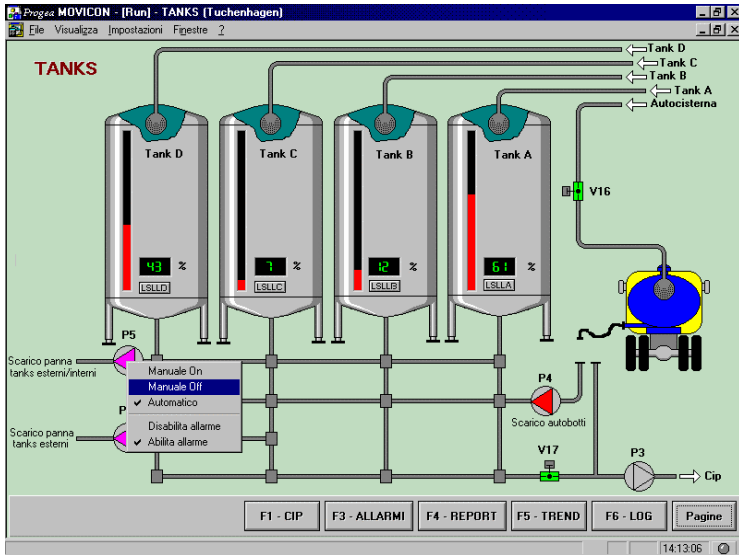 Progea MOVICON - [Run] - TANKS (Tuchenhagen)
File Visualizza Impostazioni Finestre ?
TANKS
Tank D
Tank C
Tank B
Tank A
Autocisterna
Tank D
Tank C
Tank B
Tank A
V16
43 %
7 %
12 %
61 %
LSLLD
LSLLC
LSLLB
LSLLA
P5
Scarico panna
tanks esterni/interni
Manuale On
Manuale Off
Automatico
Disabilita allarme
Abilita allarme
P4
Scarico autobotti
P
Scarico panna
tanks esterni
V17
P3
Cip
F1 - CIP
F3 - ALLARMI
F4 - REPORT
F5 - TREND
F6 - LOG
Pagine
14:13:06